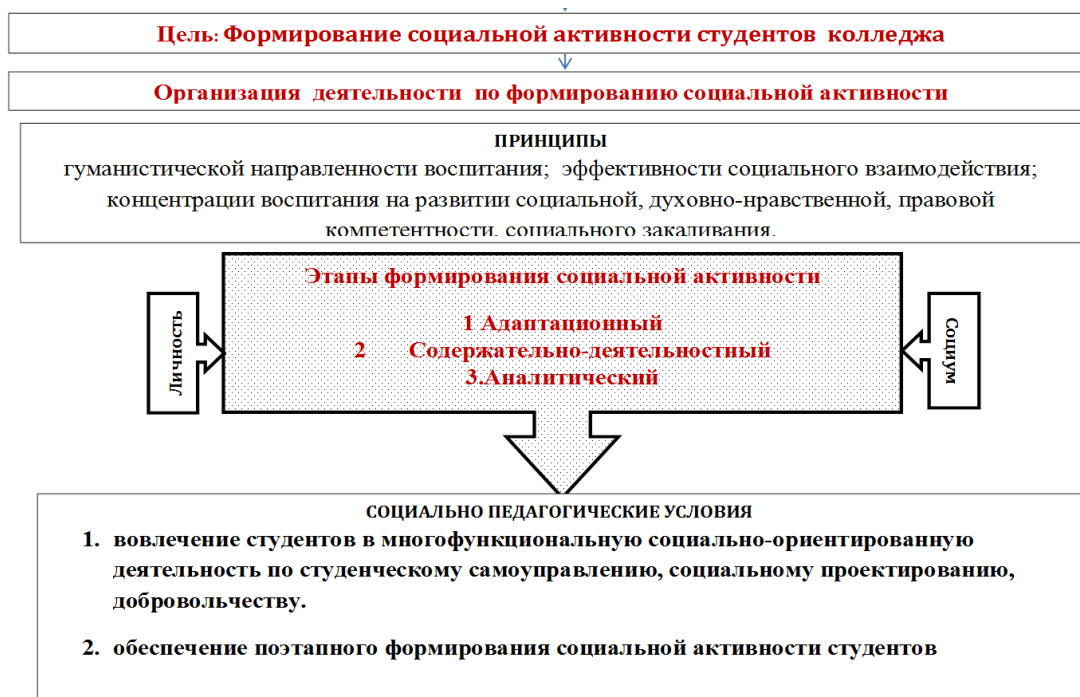 Цель: Формирование социальной активности студентов колледжа
Организация деятельности по формированию социальной активности
ПРИНЦИПЫ
гуманистической направленности воспитания; эффективности социального взаимодействия;
концентрации воспитания на развитии социальной, духовно-нравственной, правовой
компетентности, социального закаливания.
Этапы формирования социальной активности
1 Адаптационный
2 Содержательно-деятельностный
3.Аналитический
Личность
Социум
СОЦИАЛЬНО ПЕДАГОГИЧЕСКИЕ УСЛОВИЯ
1. вовлечение студентов в многофункциональную социально-ориентированную
деятельность по студенческому самоуправлению, социальному проектированию,
добровольчеству.
2. обеспечение поэтапного формирования социальной активности студентов